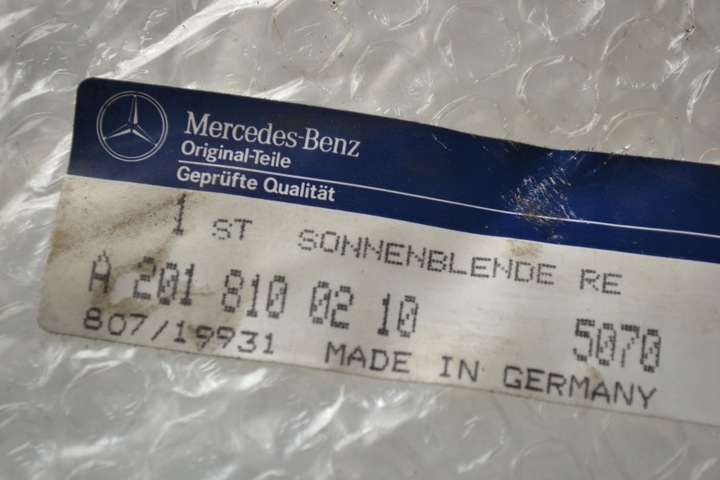 Mercedes-Benz
Original-Teile
Geprüfte Qualität
1 ST SONNENBLENDE RE
A 201 810 02 10 5070
807/19931 MADE IN GERMANY